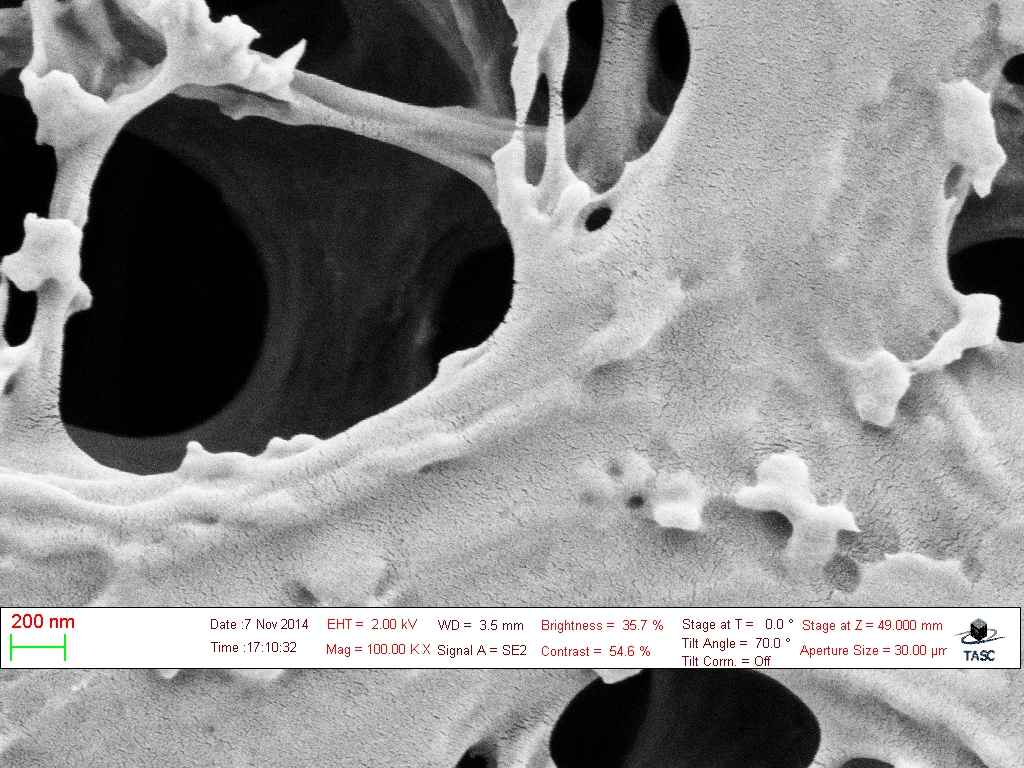 200 nm
Date :7 Nov 2014
Time :17:10:32
EHT = 2.00 kV
Mag = 100.00 K X
WD = 3.5 mm
Signal A = SE2
Brightness = 35.7 %
Contrast = 54.6 %
Stage at T = 0.0 °
Tilt Angle = 70.0 °
Tilt Corrn. = Off
Stage at Z = 49.000 mm
Aperture Size = 30.00 µm
TASC